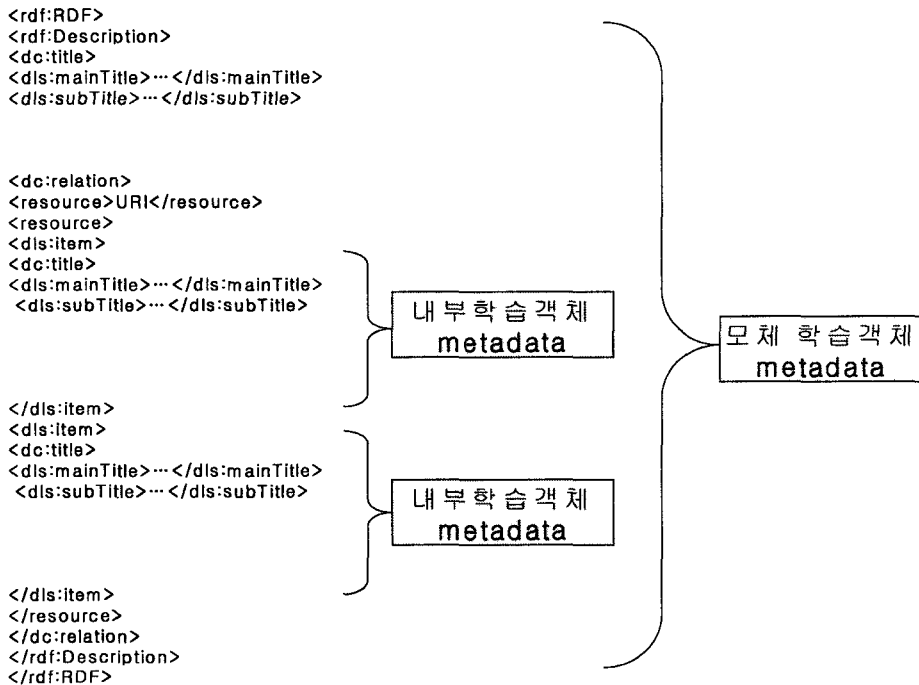 <rdf:RDF>
<rdf:Description>
<dc:title>
<dls:mainTitle>···</dls:mainTitle>
<dls:subTitle>···</dls:subTitle>
<dc:relation>
<resource>URI</resource>
<resource>
<dls:item>
<dc:title>
<dls:mainTitle>···</dls:mainTitle>
<dls:subTitle>···</dls:subTitle>
내부학습객체
metadata
모체 학습객체
metadata
</dls:item>
<dls:item>
<dc:title>
<dls:mainTitle>···</dls:mainTitle>
<dls:subTitle>···</dls:subTitle>
내부학습객체
metadata
</dls:item>
</resource>
</dc:relation>
</rdf:Description>
</rdf:RDF>